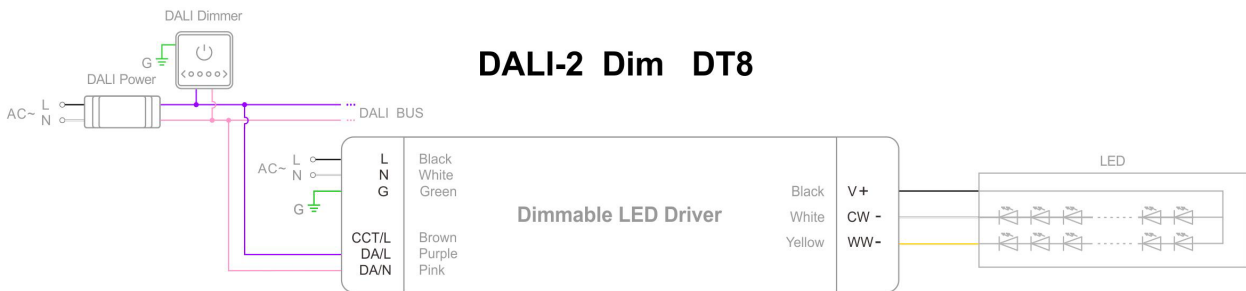 DALI Dimmer
DALI-2 Dim DT8
G
<ooooo>
DALI Power
AC~ L
N
DALI BUS
AC~ L
N
G
L Black
N White
G Green
CCT/L Brown
DA/L Purple
DA/N Pink
Dimmable LED Driver
Black V+
White CW -
Yellow WW-
LED